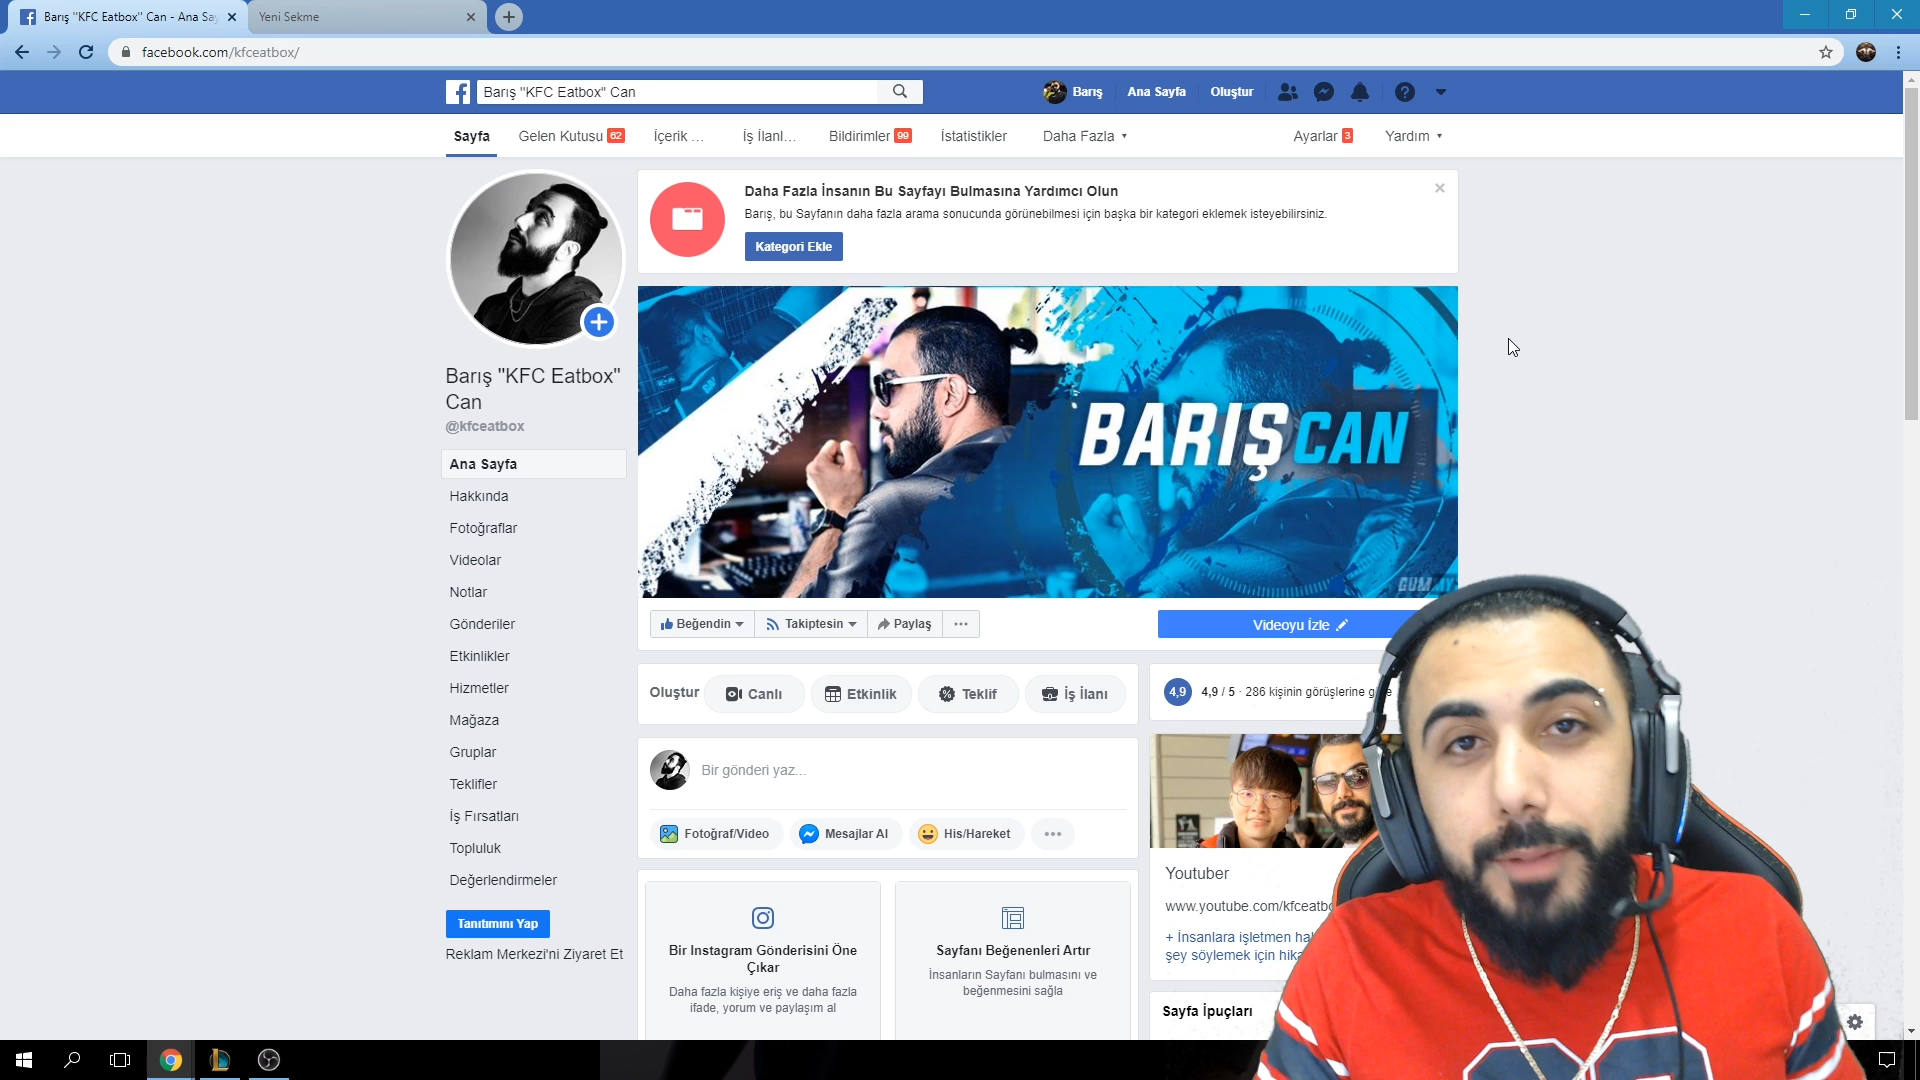 Barış "KFC Eatbox" Can - Ana Say
Yeni Sekme
facebook.com/kfceatbox/
Barış "KFC Eatbox" Can
Barış
Ana Sayfa
Oluştur
Sayfa
Gelen Kutusu 62
İçerik ...
İş İlanl...
Bildirimler 99
İstatistikler
Daha Fazla
Ayarlar 3
Yardım
Daha Fazla İnsanın Bu Sayfayı Bulmasına Yardımcı Olun
Barış, bu Sayfanın daha fazla arama sonucunda görünebilmesi için başka bir kategori eklemek isteyebilirsiniz.
Kategori Ekle
Barış "KFC Eatbox"
Can
@kfceatbox
Ana Sayfa
Hakkında
Fotoğraflar
Videolar
Notlar
Gönderiler
Etkinlikler
Hizmetler
Mağaza
Gruplar
Teklifler
İş Fırsatları
Topluluk
Değerlendirmeler
Tanıtımını Yap
Reklam Merkezi'ni Ziyaret Et
BARIŞ CAN
Beğendin
Takiptesin
Paylaş
...
Videoyu İzle
Oluştur
Canlı
Etkinlik
Teklif
İş İlanı
Bir gönderi yaz...
Fotoğraf/Video
Mesajlar Al
His/Hareket
Bir Instagram Gönderisini Öne
Çıkar
Daha fazla kişiye eriş ve daha fazla
ifade, yorum ve paylaşım al
Sayfanı Beğenenleri Artır
İnsanların Sayfanı bulmasını ve
beğenmesini sağla
4,9
4,9 / 5 · 286 kişinin görüşlerine g
Youtuber
www.youtube.com/kfceatbo
+ İnsanlara işletmen ha
şey söylemek için hika
Sayfa İpuçları